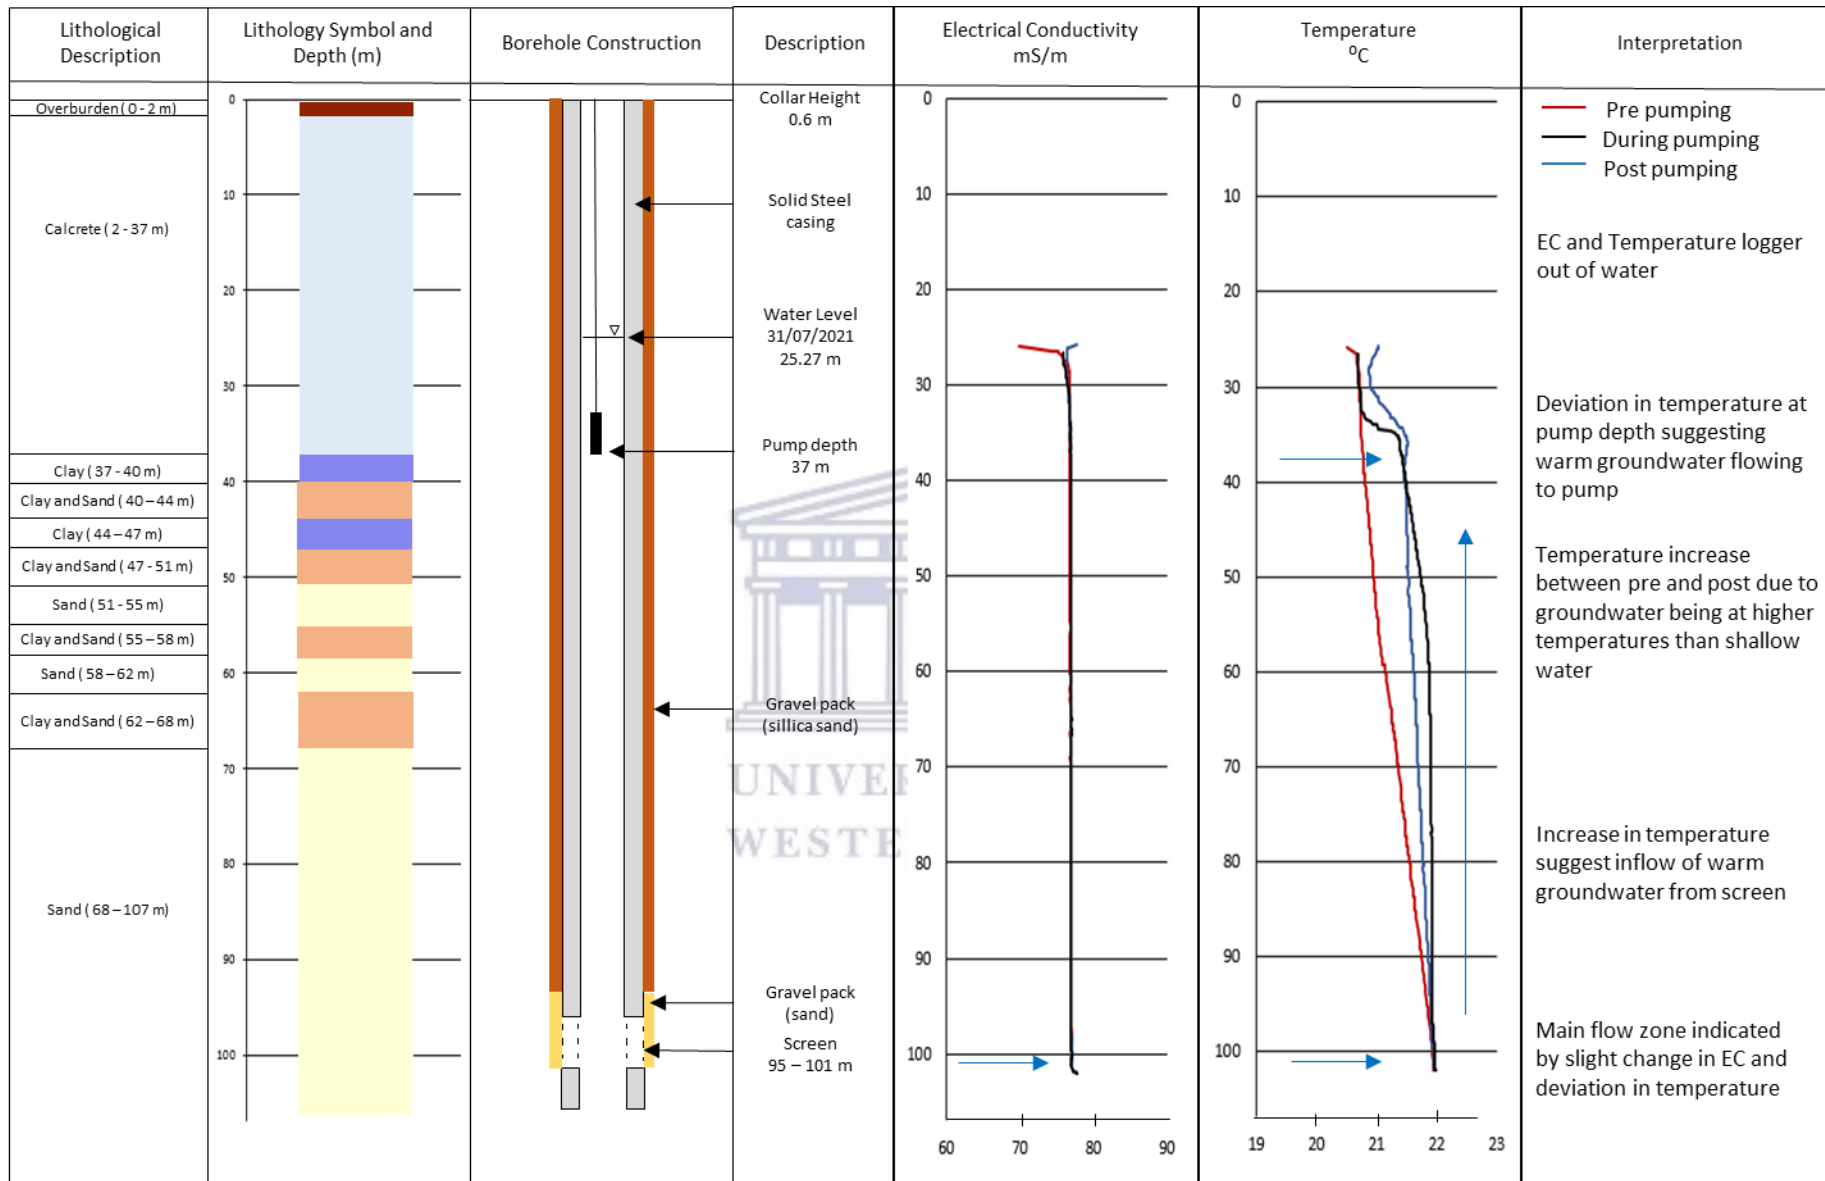 Lithological
Description
Lithology Symbol and
Depth (m)
Borehole Construction
Description
Electrical Conductivity
mS/m
Temperature
⁰C
Interpretation
Overburden ( 0 - 2 m)
Calcrete ( 2 - 37 m)
Clay (37 - 40 m)
Clay and Sand ( 40 – 44 m)
Clay ( 44 – 47 m)
Clay and Sand ( 47 - 51 m)
Sand ( 51 - 55 m)
Clay and Sand ( 55 – 58 m)
Sand ( 58 – 62 m)
Clay and Sand ( 62 – 68 m)
Sand ( 68 – 107 m)
0
10
20
30
40
50
60
70
80
90
100
Collar Height
0.6 m
Solid Steel
casing
Water Level
31/07/2021
25.27 m
Pump depth
37 m
Gravel pack
(sillica sand)
Gravel pack
(sand)
Screen
95 – 101 m
UNIVE
WESTE
0
10
20
30
40
50
60
70
80
90
100
60
70
80
90
0
10
20
30
40
50
60
70
80
90
100
19
20
21
22
23
Pre pumping
During pumping
Post pumping
EC and Temperature logger
out of water
Deviation in temperature at
pump depth suggesting
warm groundwater flowing
to pump
Temperature increase
between pre and post due to
groundwater being at higher
temperatures than shallow
water
Increase in temperature
suggest inflow of warm
groundwater from screen
Main flow zone indicated
by slight change in EC and
deviation in temperature